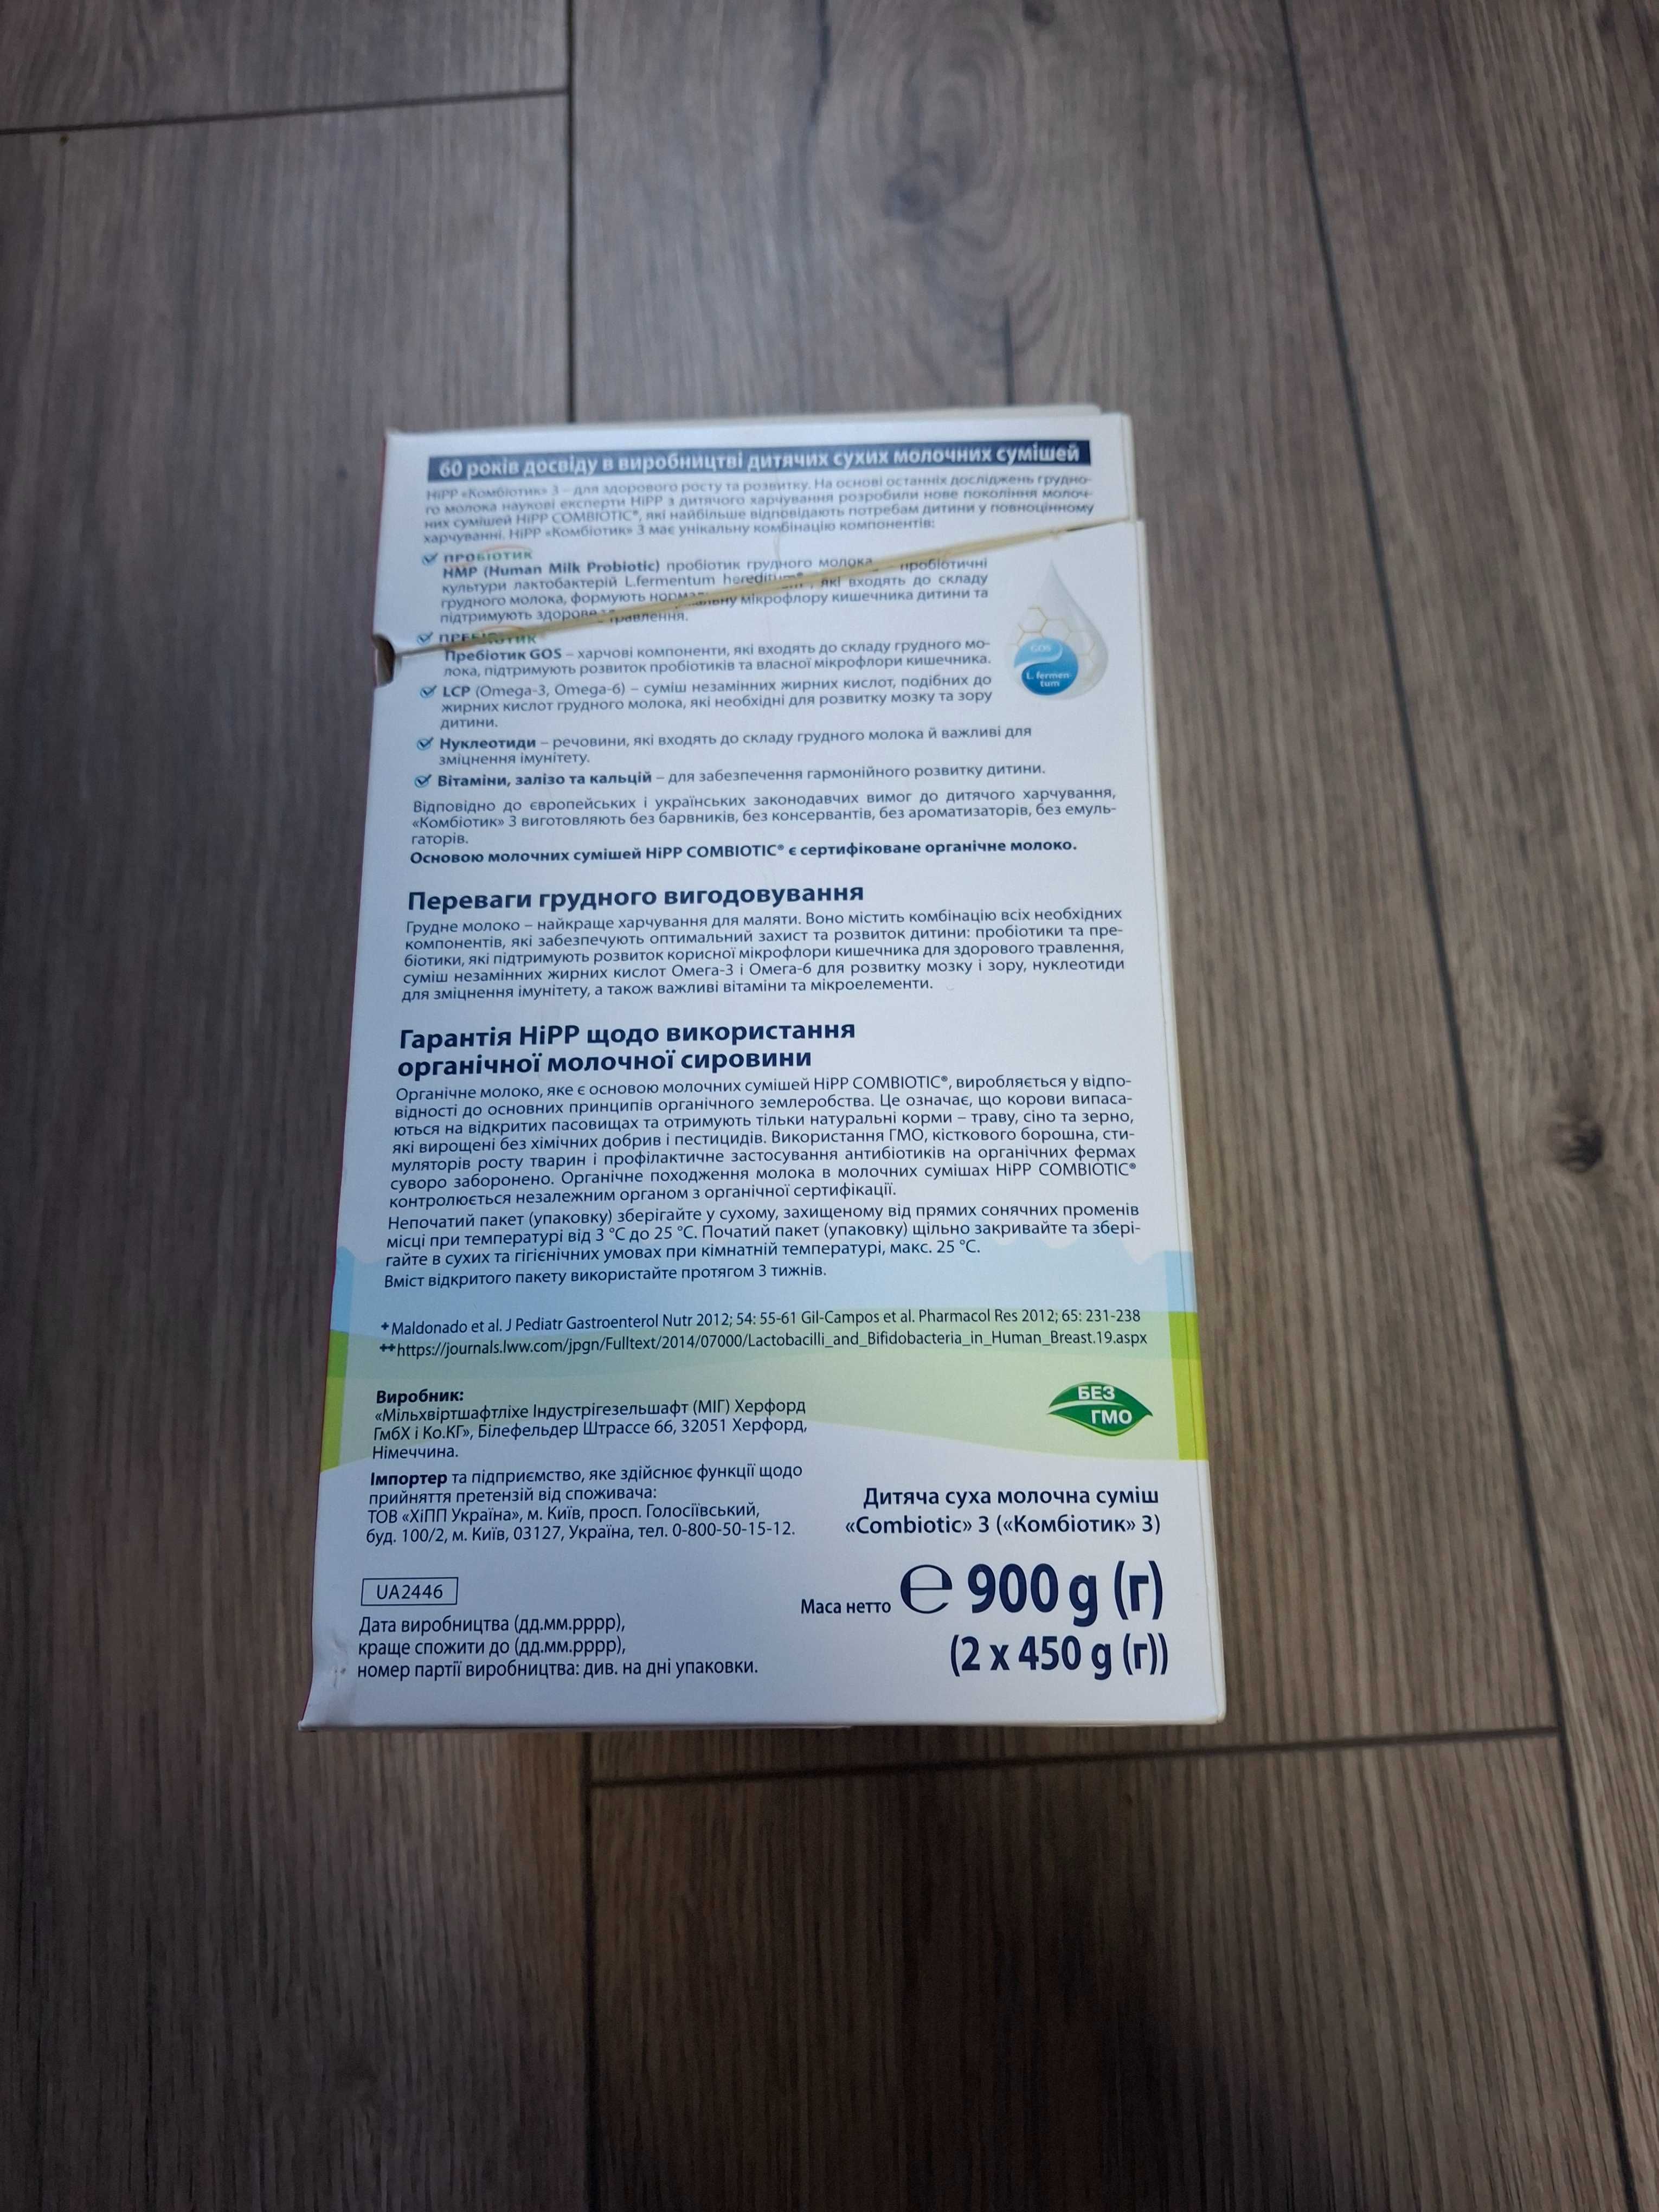 60 років досвіду в виробництві дитячих сухих молочних сумішей
HiPP «Комбіотик» 3 – для здорового росту та розвитку. На основі останніх досліджень грудно-
го молока наукові експерти HiPP з дитячого харчування розробили нове покоління молоч-
них сумішей HiPP COMBIOTIC®, які найбільше відповідають потребам дитини у повноцінному
харчуванні. HiPP «Комбіотик» 3 має унікальну комбінацію компонентів:
ПРОБІОТИК
HMP (Human Milk Probiotic) пробіотик грудного молока пробіотичні
культури лактобактерій L.fermentum hereditum®, які входять до складу
грудного молока, формують нормальну мікрофлору кишечника дитини та
підтримують здорове травлення.
ПРЕБІОТИК
Пребіотик GOS – харчові компоненти, які входять до складу грудного мо-
лока, підтримують розвиток пробіотиків та власної мікрофлори кишечника.
GOS
L. fermen-
tum
LCP (Omega-3, Omega-6) – суміш незамінних жирних кислот, подібних до
жирних кислот грудного молока, які необхідні для розвитку мозку та зору
дитини.
Нуклеотиди – речовини, які входять до складу грудного молока й важливі для
зміцнення імунітету.
Вітаміни, залізо та кальцій – для забезпечення гармонійного розвитку дитини.
Відповідно до європейських і українських законодавчих вимог до дитячого харчування,
«Комбіотик» 3 виготовляють без барвників, без консервантів, без ароматизаторів, без емуль-
гаторів.
Основою молочних сумішей HiPP COMBIOTIC® є сертифіковане органічне молоко.
Переваги грудного вигодовування
Грудне молоко – найкраще харчування для маляти. Воно містить комбінацію всіх необхідних
компонентів, які забезпечують оптимальний захист та розвиток дитини: пробіотики та пре-
біотики, які підтримують розвиток корисної мікрофлори кишечника для здорового травлення,
суміш незамінних жирних кислот Омега-3 і Омега-6 для розвитку мозку і зору, нуклеотиди
для зміцнення імунітету, а також важливі вітаміни та мікроелементи.
Гарантія HiPP щодо використання
органічної молочної сировини
Органічне молоко, яке є основою молочних сумішей HiPP COMBIOTIC®, виробляється у відпо-
відності до основних принципів органічного землеробства. Це означає, що корови випаса-
ються на відкритих пасовищах та отримують тільки натуральні корми – траву, сіно та зерно,
які вирощені без хімічних добрив і пестицидів. Використання ГМО, кісткового борошна, сти-
муляторів росту тварин і профілактичне застосування антибіотиків на органічних фермах
суворо заборонено. Органічне походження молока в молочних сумішах HiPP COMBIOTIC®
контролюється незалежним органом з органічної сертифікації.
Непочатий пакет (упаковку) зберігайте у сухому, захищеному від прямих сонячних променів
місці при температурі від 3 °C до 25 °C. Початий пакет (упаковку) щільно закривайте та збері-
гайте в сухих та гігієнічних умовах при кімнатній температурі, макс. 25 °C.
Вміст відкритого пакету використайте протягом 3 тижнів.
+Maldonado et al. J Pediatr Gastroenterol Nutr 2012; 54: 55-61 Gil-Campos et al. Pharmacol Res 2012; 65: 231-238
++https://journals.lww.com/jpgn/Fulltext/2014/07000/Lactobacilli_and_Bifidobacteria_in_Human_Breast.19.aspx
Виробник:
«Мільхвіртшафтліхе Індустрігезельшафт (МІГ) Херфорд
ГмбХ і Ко.КГ», Білефельдер Штрассе 66, 32051 Херфорд,
Німеччина.
БЕЗ
ГМО
Імпортер та підприємство, яке здійснює функції щодо
прийняття претензій від споживача:
ТОВ «ХіПП Україна», м. Київ, просп. Голосіївський,
буд. 100/2, м. Київ, 03127, Україна, тел. 0-800-50-15-12.
Дитяча суха молочна суміш
«Combiotic» 3 («Комбіотик» 3)
UA2446
Дата виробництва (дд.мм.рррр),
краще спожити до (дд.мм.рррр),
номер партії виробництва: див. на дні упаковки.
Маса нетто ℮ 900 g (г)
(2 x 450 g (г))